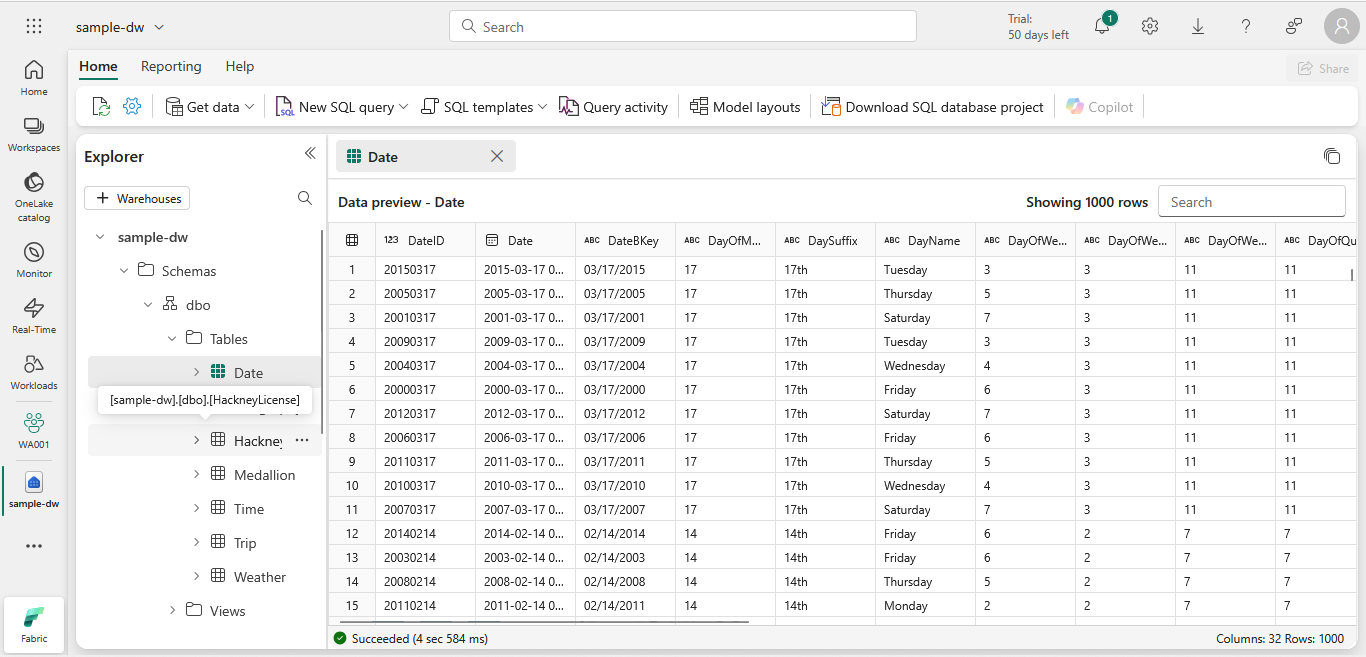 sample-dw
Search
Trial:
50 days left
1
Home Reporting Help
Share
Get data New SQL query SQL templates Query activity Model layouts Download SQL database project Copilot
Home
Workspaces
OneLake
catalog
Monitor
Real-Time
Workloads
WA001
sample-dw
Fabric
Explorer
Warehouses
sample-dw
Schemas
dbo
Tables
Date
[sample-dw].[dbo].[HackneyLicense]
Hackney
Medallion
Time
Trip
Weather
Views
Date
Data preview - Date
Showing 1000 rows
Search
123 DateID Date ABC DateBKey ABC DayOfM... ABC DaySuffix ABC DayName ABC DayOfWe... ABC DayOfWe... ABC DayOfWe... ABC DayOfQu
1 20150317 2015-03-17 0... 03/17/2015 17 17th Tuesday 3 3 11 11
2 20050317 2005-03-17 0... 03/17/2005 17 17th Thursday 5 3 11 11
3 20010317 2001-03-17 0... 03/17/2001 17 17th Saturday 7 3 11 11
4 20090317 2009-03-17 0... 03/17/2009 17 17th Tuesday 3 3 11 11
5 20040317 2004-03-17 0... 03/17/2004 17 17th Wednesday 4 3 11 11
6 20000317 2000-03-17 0... 03/17/2000 17 17th Friday 6 3 11 11
7 20120317 2012-03-17 0... 03/17/2012 17 17th Saturday 7 3 11 11
8 20060317 2006-03-17 0... 03/17/2006 17 17th Friday 6 3 11 11
9 20110317 2011-03-17 0... 03/17/2011 17 17th Thursday 5 3 11 11
10 20100317 2010-03-17 0... 03/17/2010 17 17th Wednesday 4 3 11 11
11 20070317 2007-03-17 0... 03/17/2007 17 17th Saturday 7 3 11 11
12 20140214 2014-02-14 0... 02/14/2014 14 14th Friday 6 2 7 7
13 20030214 2003-02-14 0... 02/14/2003 14 14th Friday 6 2 7 7
14 20080214 2008-02-14 0... 02/14/2008 14 14th Thursday 5 2 7 7
15 20110214 2011-02-14 0... 02/14/2011 14 14th Monday 2 2 7 7
Succeeded (4 sec 584 ms)
Columns: 32 Rows: 1000